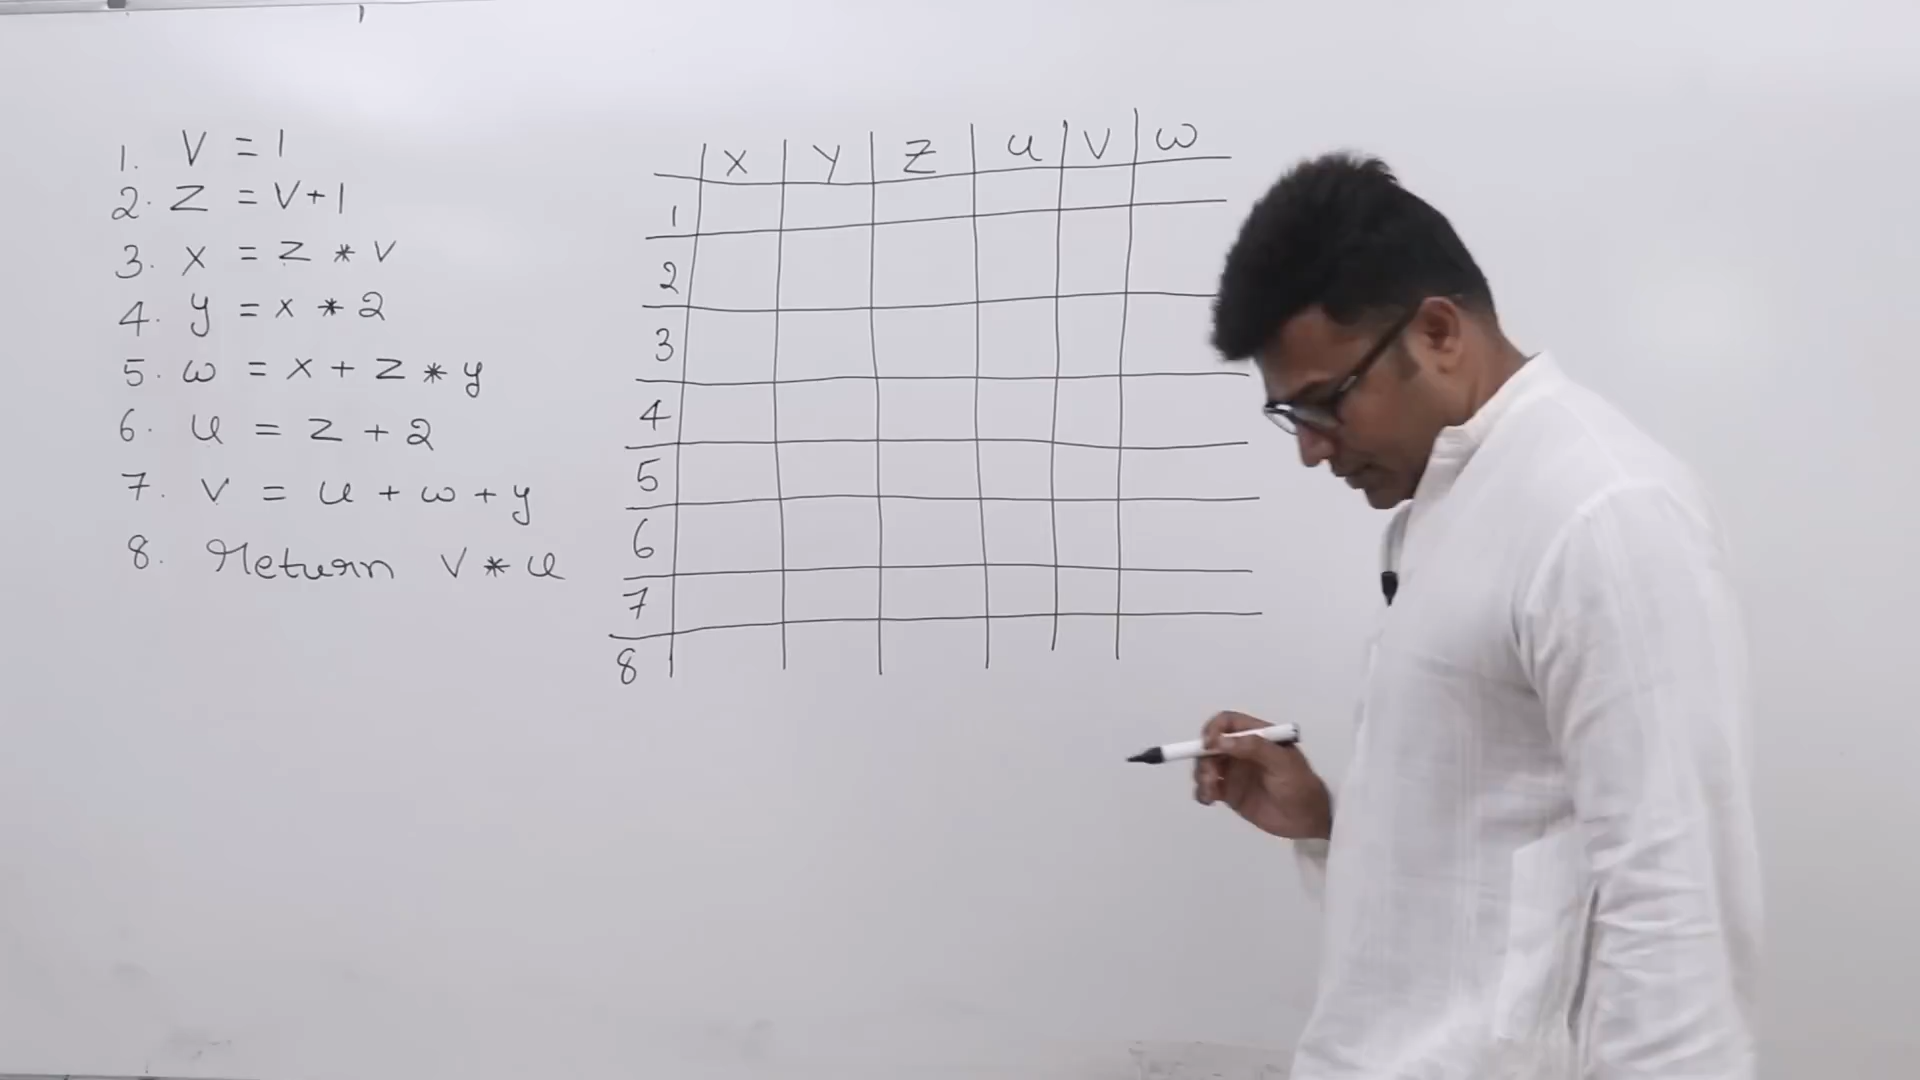 1. V = 1
2. Z = V+1
3. X = Z * V
4. y = x * 2
5. w = x + z * y
6. u = z + 2
7. v = u + w + y
8. return v * u
X y Z u V w
1
2
3
4
5
6
7
8